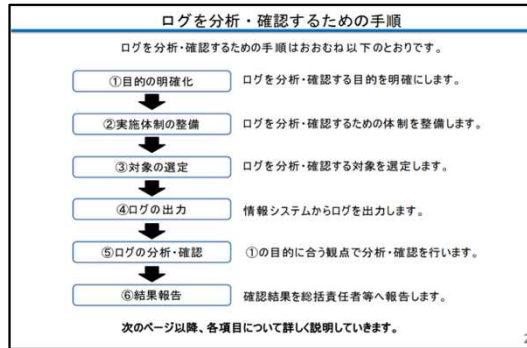 ログを分析・確認するための手順
ログを分析・確認するための手順はおおむね以下のとおりです。
①目的の明確化
ログを分析・確認する目的を明確にします。
②実施体制の整備
ログを分析・確認するための体制を整備します。
③対象の選定
ログを分析・確認する対象を選定します。
④ログの出力
情報システムからログを出力します。
⑤ログの分析・確認
①の目的に合う観点で分析・確認を行います。
⑥結果報告
確認結果を総括責任者等へ報告します。
次のページ以降、各項目について詳しく説明していきます。
2